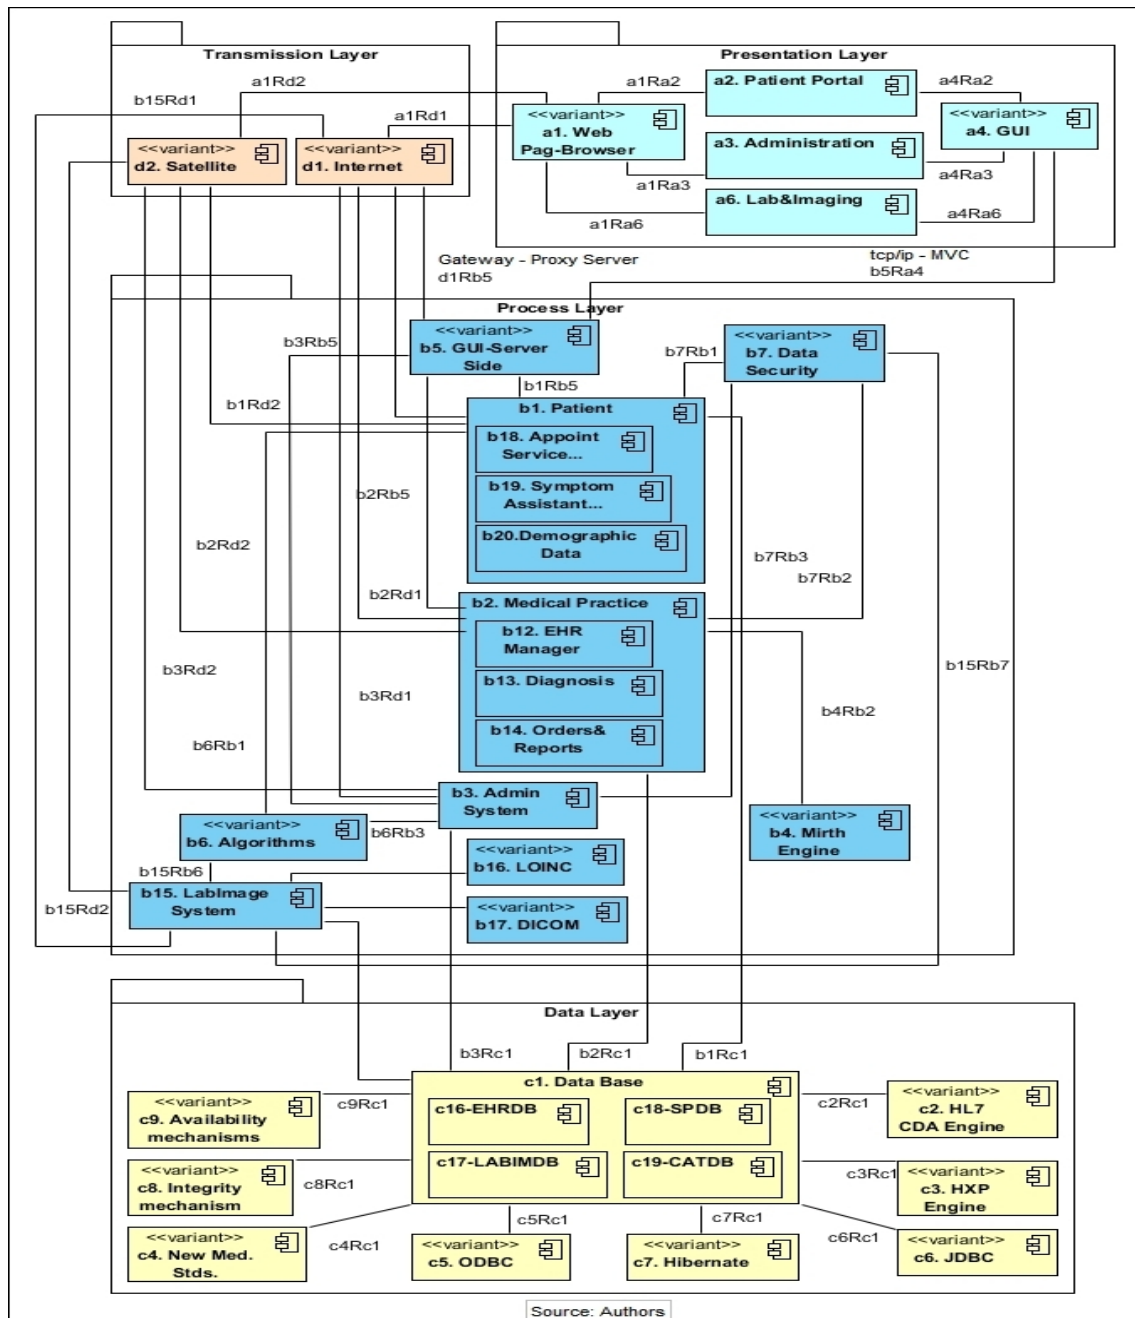 Transmission Layer
Presentation Layer
a1Rd2
b15Rd1
a1Rd1
a1Ra2
a2. Patient Portal
a4Ra2
<<variant>>
d2. Satellite
<<variant>>
d1. Internet
<<variant>>
a1. Web
Pag-Browser
<<variant>>
a4. GUI
a3. Administration
a1Ra3
a4Ra3
a6. Lab&Imaging
a1Ra6
a4Ra6
Gateway - Proxy Server
d1Rb5
tcp/ip - MVC
b5Ra4
Process Layer
b3Rb5
<<variant>>
b5. GUI-Server
Side
b7Rb1
<<variant>>
b7. Data
Security
b1Rb5
b1Rd2
b1. Patient
b18. Appoint
Service...
b19. Symptom
Assistant...
b20.Demographic
Data
b2Rb5
b2Rd2
b7Rb3
b7Rb2
b2Rd1
b2. Medical Practice
b12. EHR
Manager
b13. Diagnosis
b14. Orders&
Reports
b3Rd2
b3Rd1
b15Rb7
b4Rb2
b6Rb1
b3. Admin
System
<<variant>>
b6. Algorithms
b6Rb3
<<variant>>
b4. Mirth
Engine
<<variant>>
b16. LOINC
b15Rb6
b15. LabImage
System
b15Rd2
<<variant>>
b17. DICOM
Data Layer
b3Rc1
b2Rc1
b1Rc1
c1. Data Base
c16-EHRDB
c18-SPDB
c17-LABIMDB
c19-CATDB
<<variant>>
c9. Availability
mechanisms
c9Rc1
c2Rc1
<<variant>>
c2. HL7
CDA Engine
<<variant>>
c8. Integrity
mechanism
c8Rc1
c3Rc1
<<variant>>
c3. HXP
Engine
<<variant>>
c4. New Med.
Stds.
c4Rc1
c5Rc1
<<variant>>
c5. ODBC
c7Rc1
<<variant>>
c7. Hibernate
c6Rc1
<<variant>>
c6. JDBC
Source: Authors